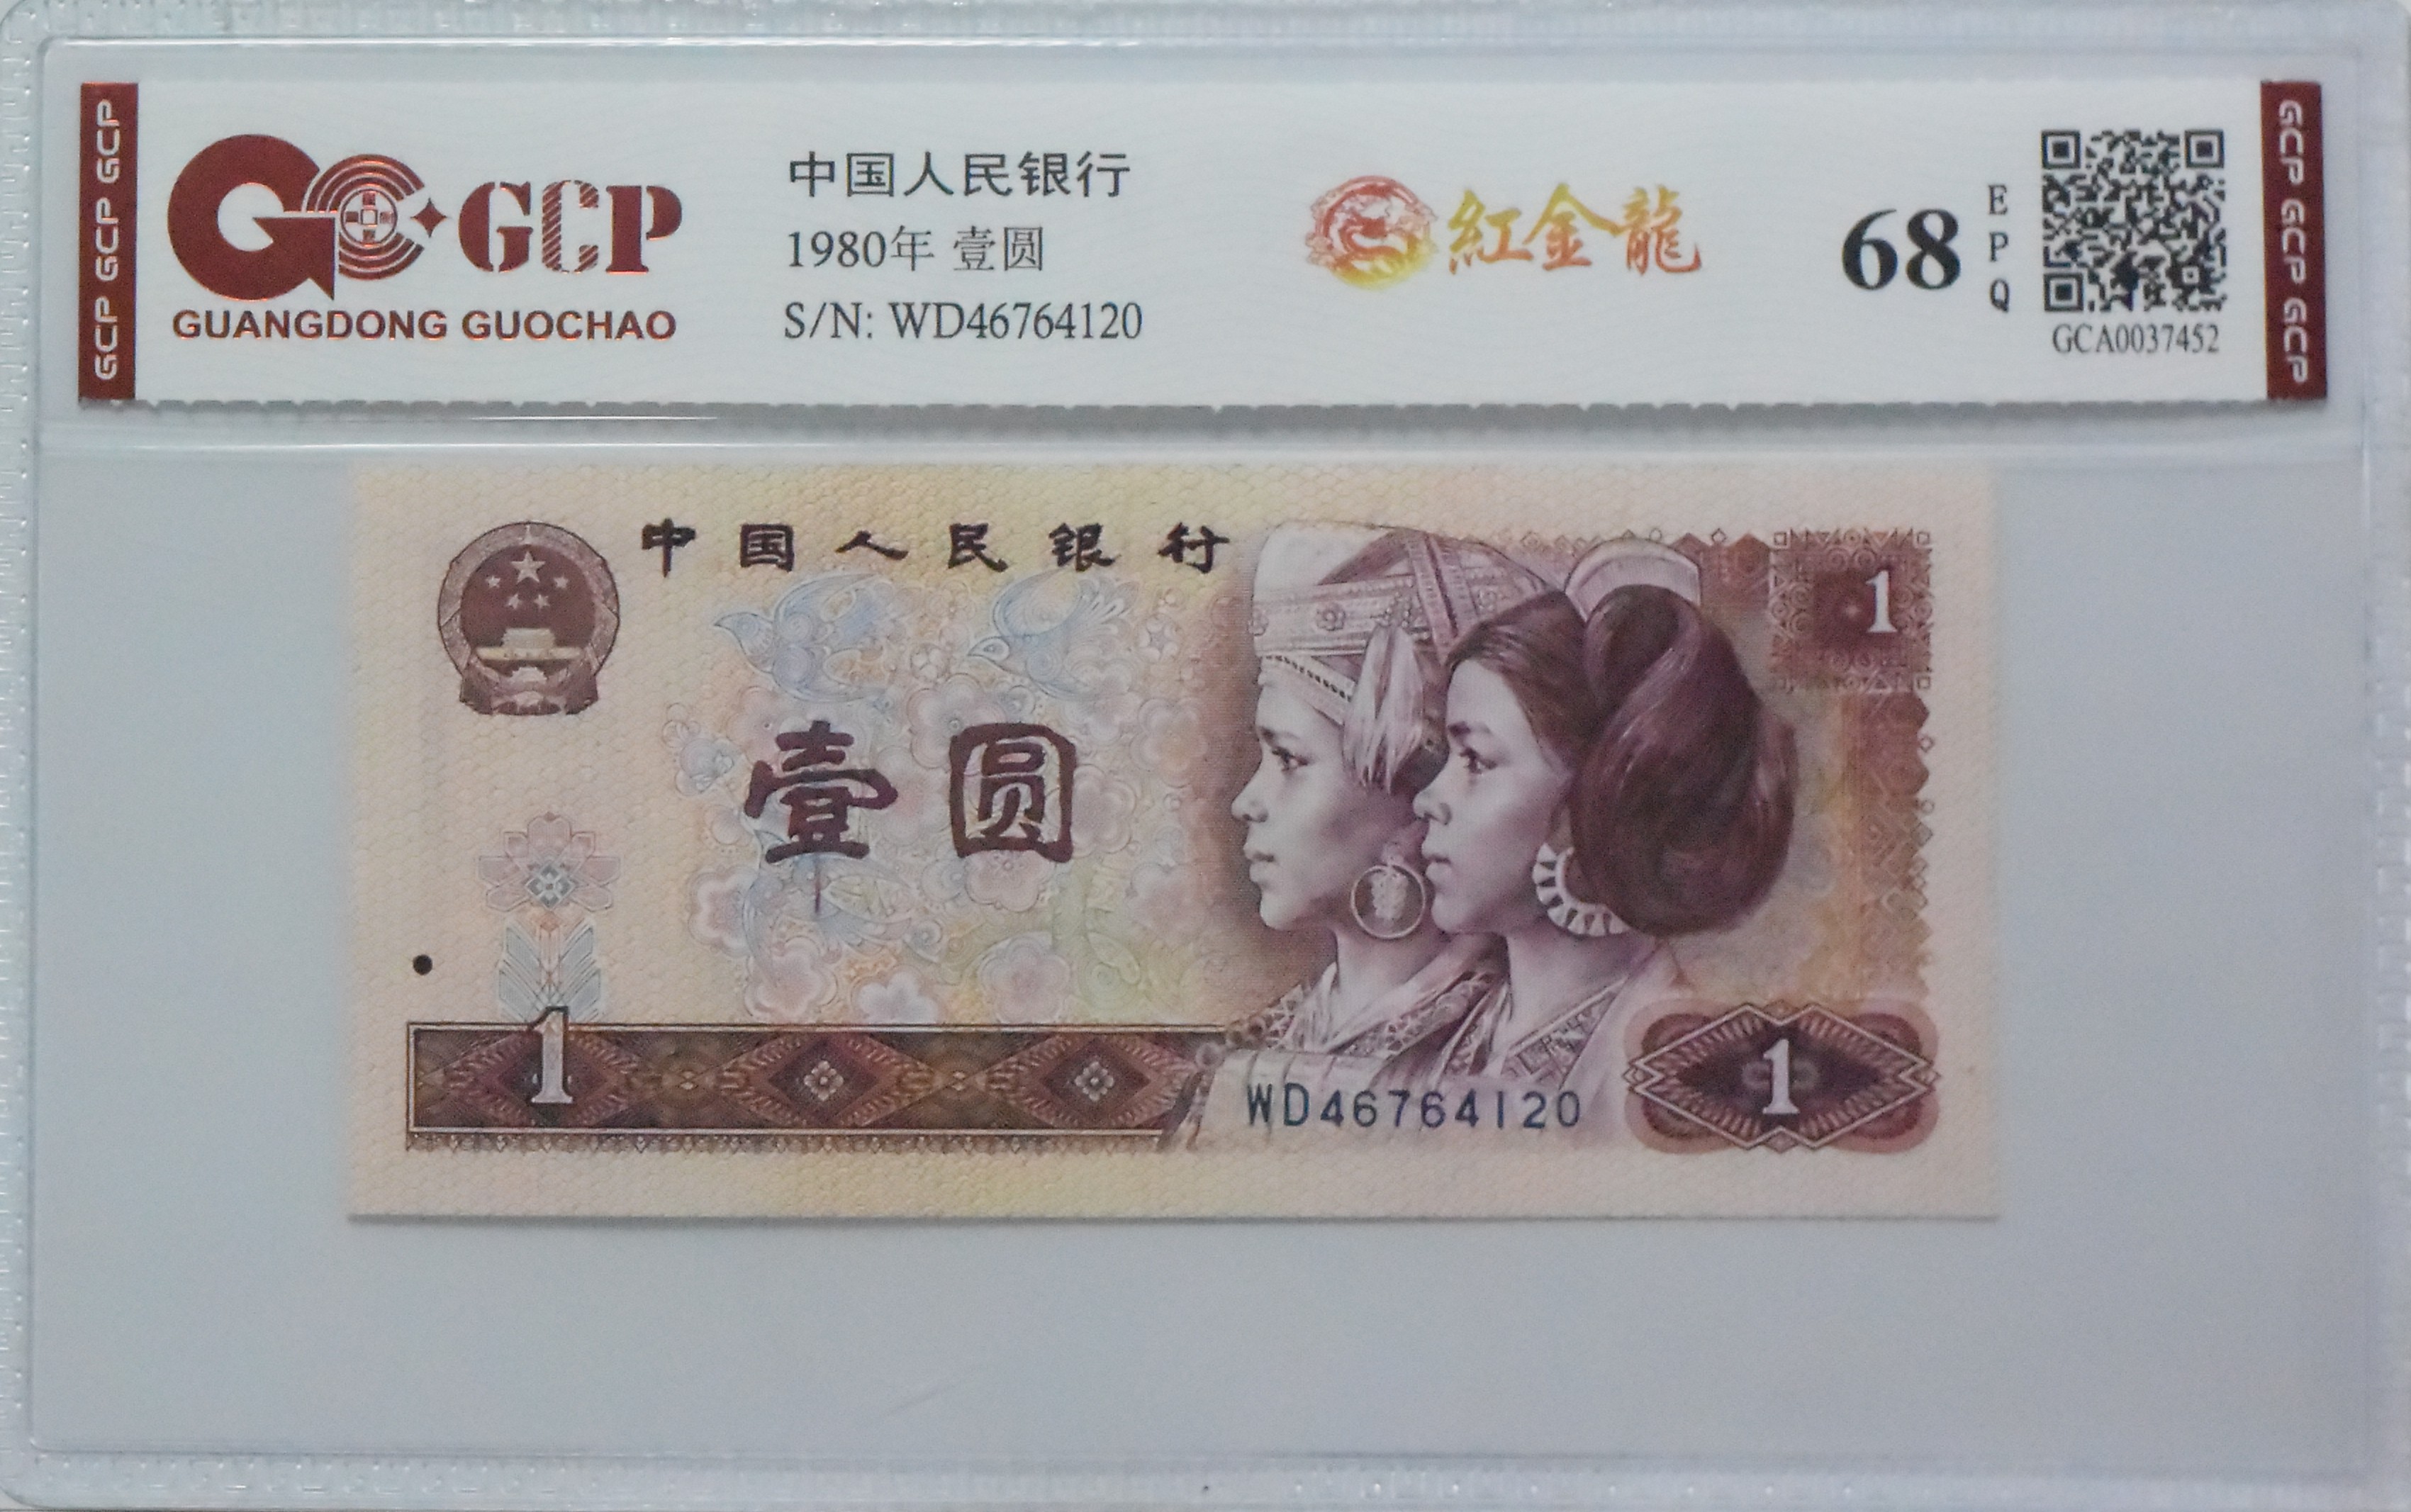 GCP GCP GCP
GCP
GUANGDONG GUOCHAO
中国人民银行
1980年 壹圆
S/N: WD46764120
紅金龍
68
EPQ
GCA0037452
GCP GCP GCP
中国人民银行
1
壹圆
1
WD46764120
1